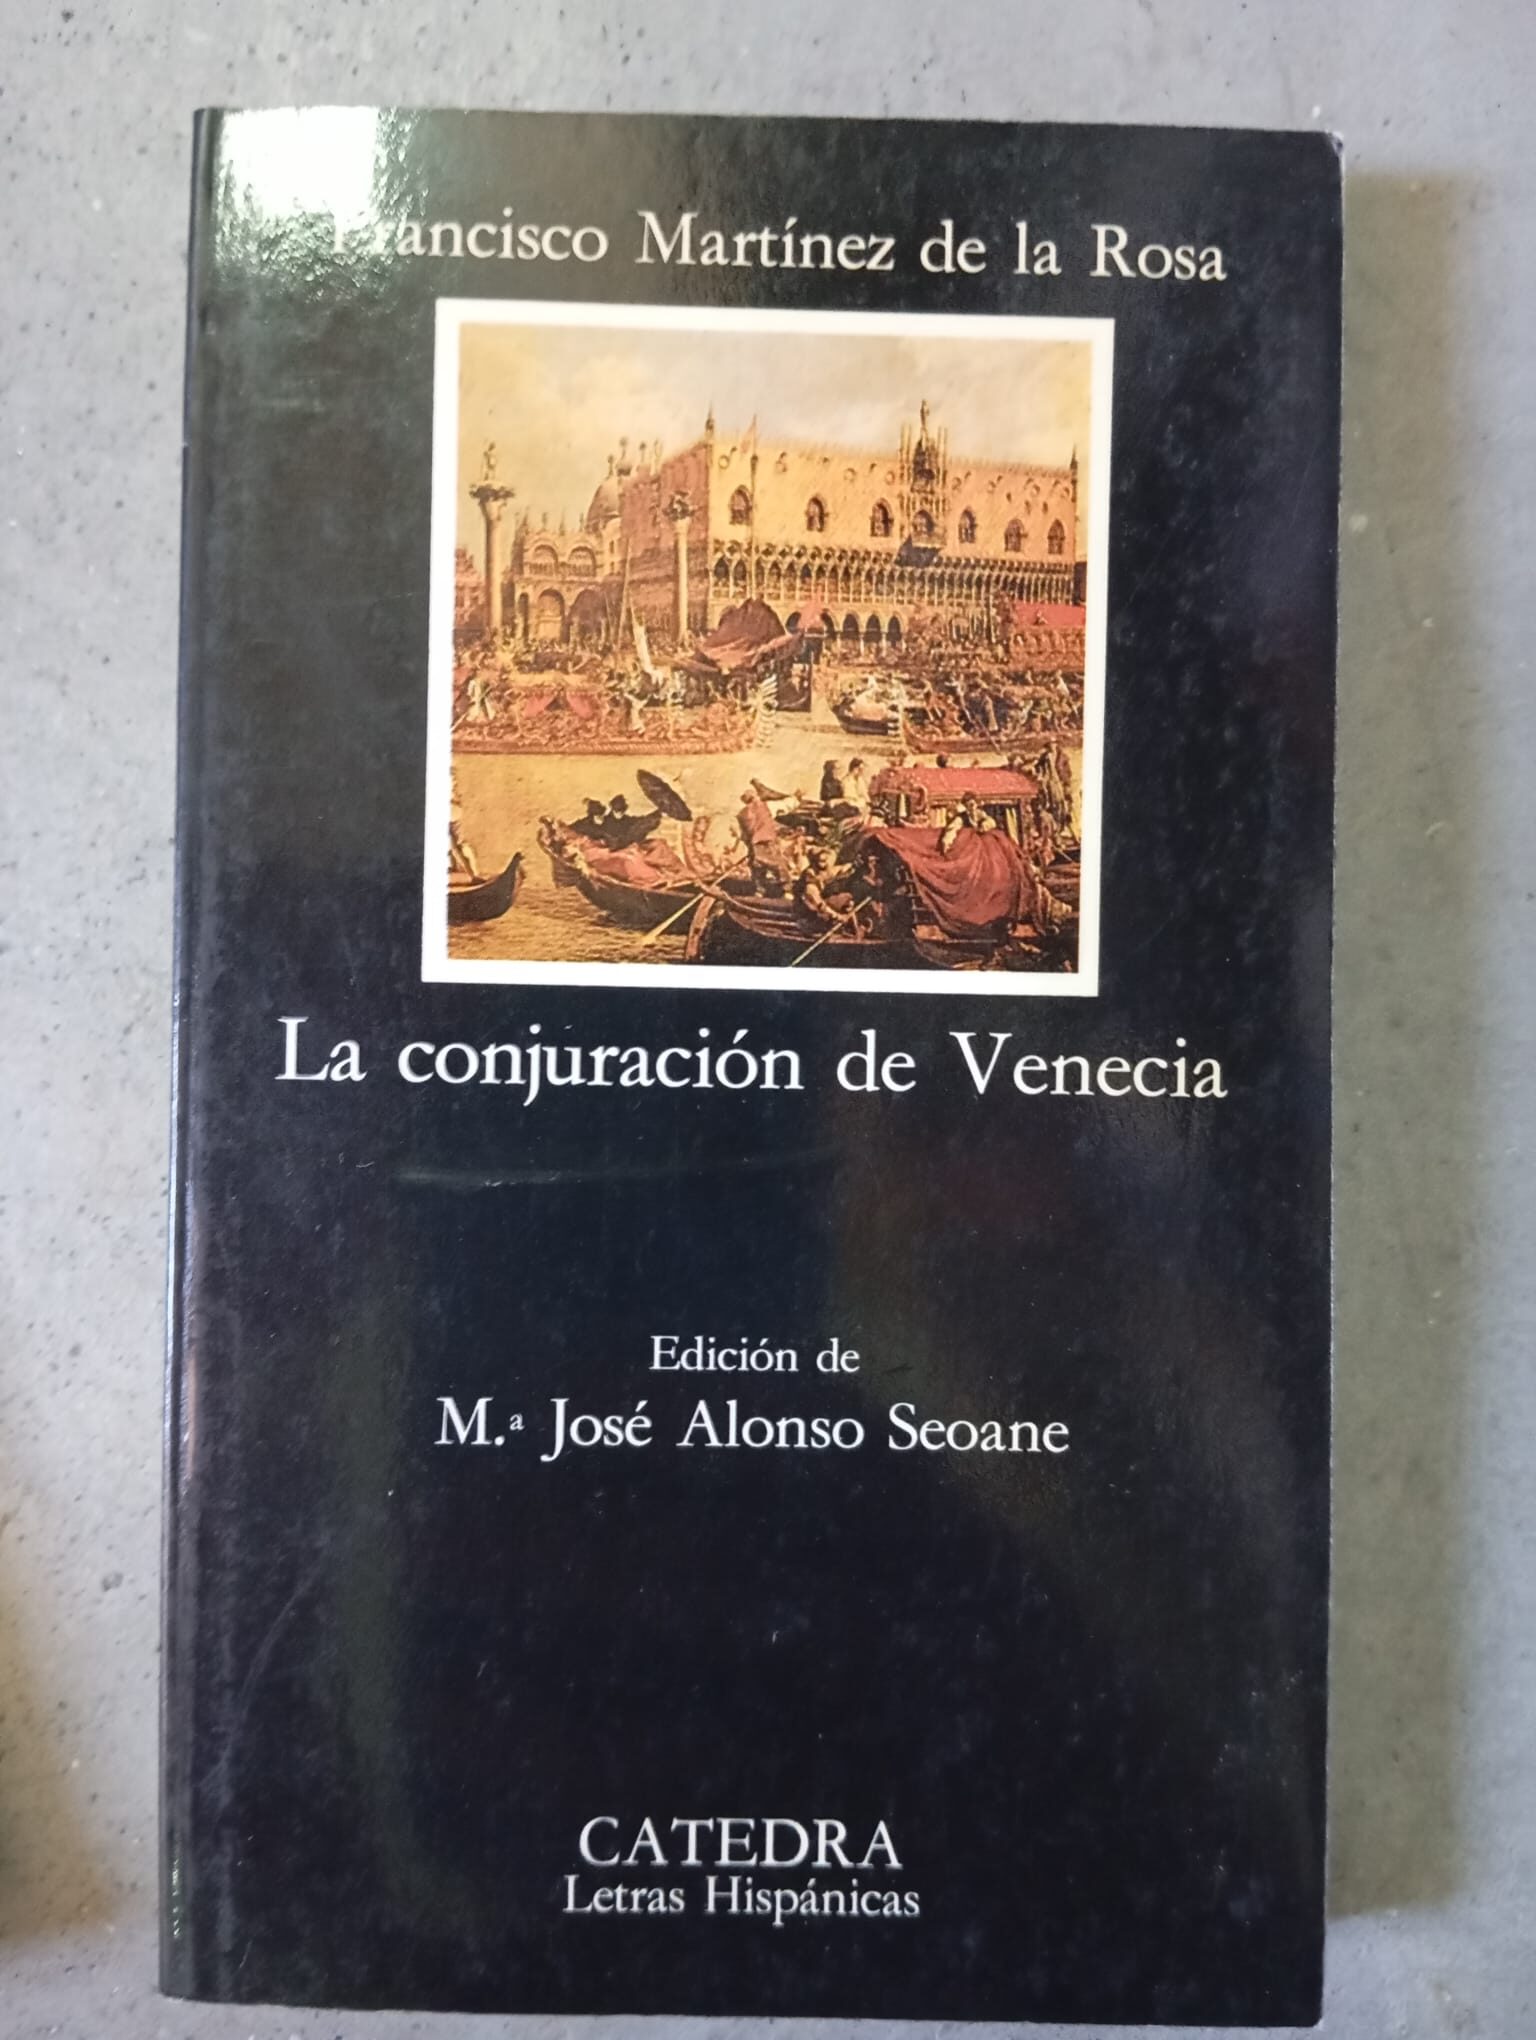 Francisco Martínez de la Rosa
La conjuración de Venecia
Edición de
M.ª José Alonso Seoane
CATEDRA
Letras Hispánicas